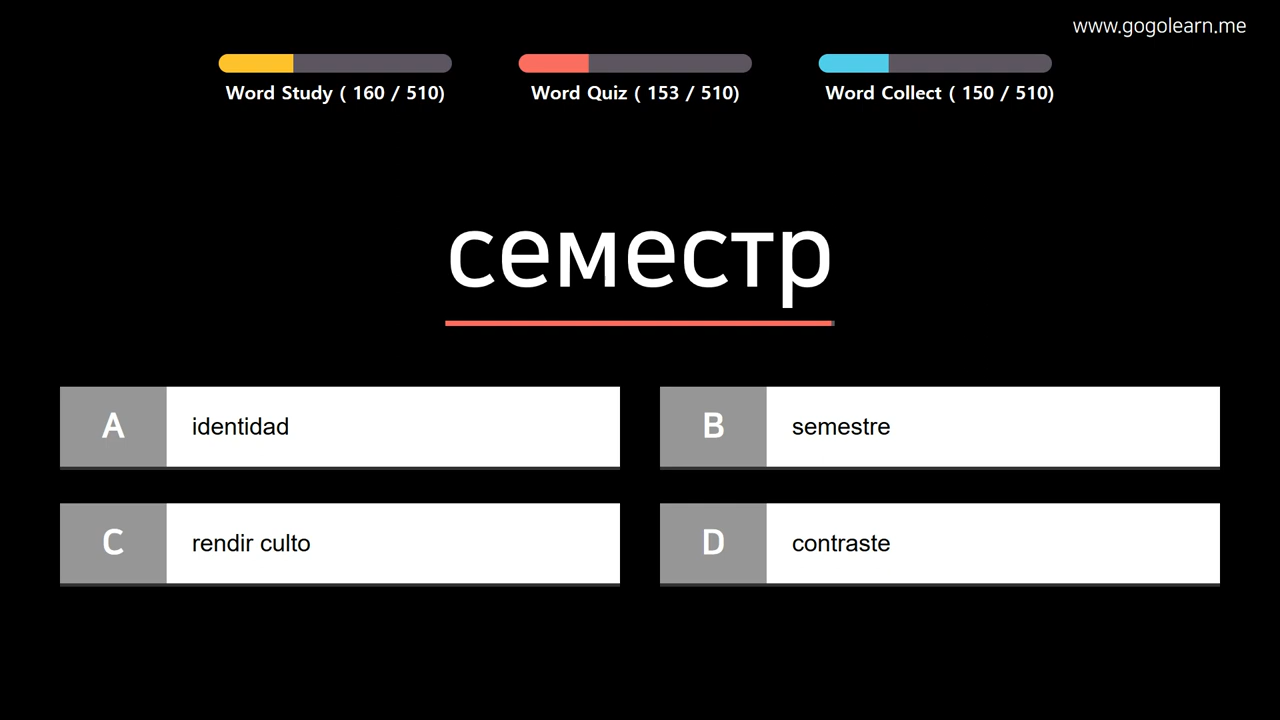 www.gogolearn.me
Word Study ( 160 / 510)
Word Quiz ( 153 / 510)
Word Collect ( 150 / 510)
семестр
A identidad
B semestre
C rendir culto
D contraste